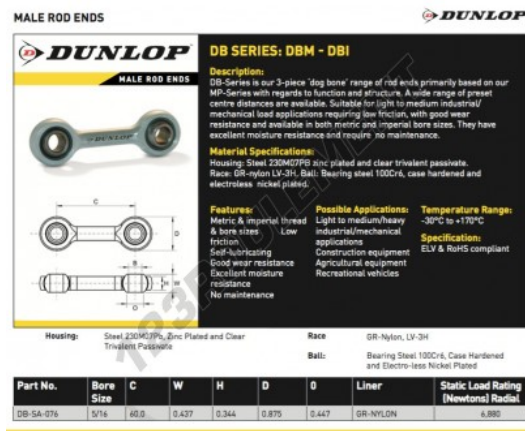 MALE ROD ENDS
DUNLOP
DUNLOP
MALE ROD ENDS
DB SERIES: DBM - DBI
Description:
DB-Series is our 3-piece 'dog bone' range of rod ends primarily based on our
MP-Series with regards to function and structure. A wide range of preset
centre distances are available. Suitable for light to medium industrial/
mechanical load applications requiring low friction, with good wear
resistance and available in both metric and imperial bore sizes. They have
excellent moisture resistance and require no maintenance.
Material Specifications:
Housing: Steel 230M07PB zinc plated and clear trivalent passivate.
Race: GR-nylon LV-3H. Ball: Bearing steel 100Cr6, case hardened and
electroless nickel plated.
Features:
Metric & imperial thread
& bore sizes Low
friction
Self-lubricating
Good wear resistance
Excellent moisture
resistance
No maintenance
Possible Applications:
Light to medium/heavy
industrial/mechanical
applications
Construction equipment
Agricultural equipment
Recreational vehicles
Temperature Range:
-30°C to +170°C
Specification:
ELV & RoHS compliant
DUNLOP
C
D
B
H
W
O
123ROULEMENT
Housing: Steel 230M07Pb, Zinc Plated and Clear
Trivalent Passivate
Race GR-Nylon, LV-3H
Ball: Bearing Steel 100Cr6, Case Hardened
and Electro-less Nickel Plated
Part No. Bore Size C W H D 0 Liner Static Load Rating (Newtons) Radial
DB-SA-076 5/16 60.0 0.437 0.344 0.875 0.447 GR-NYLON 6,880